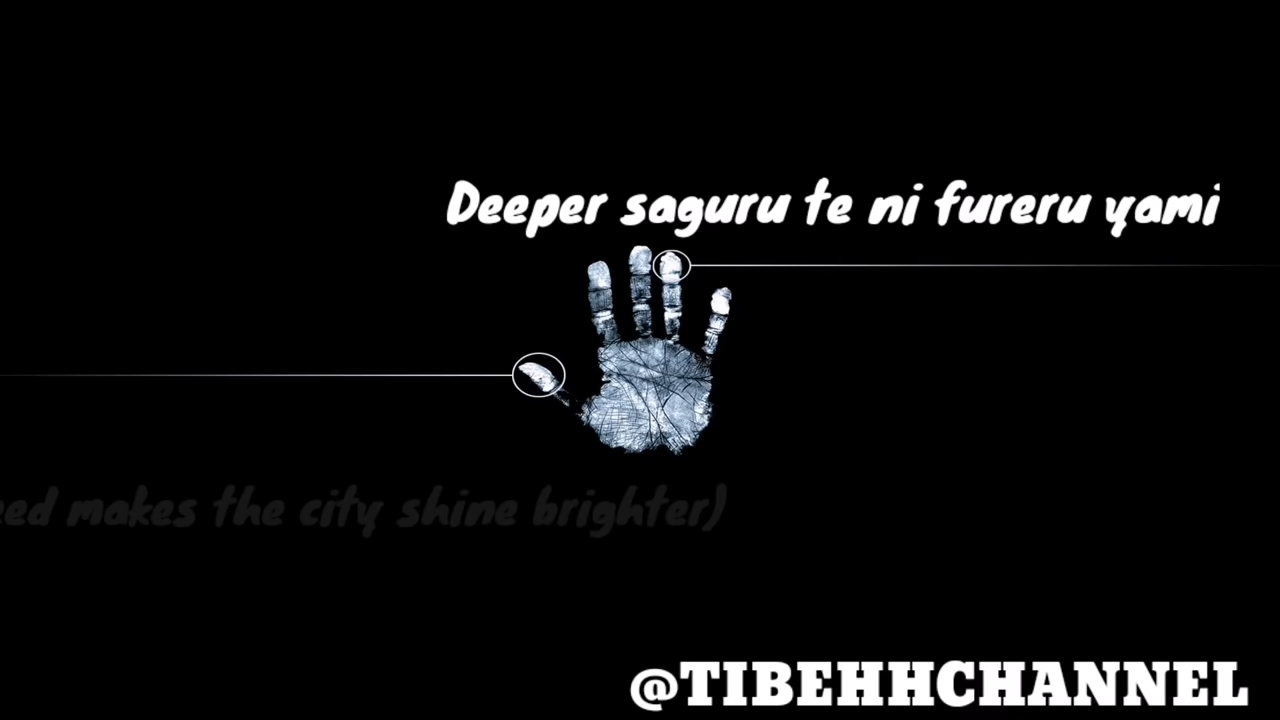 Deeper saguru te ni fureru yami
makes the city shine brighter)
@TIBEHHCHANNEL